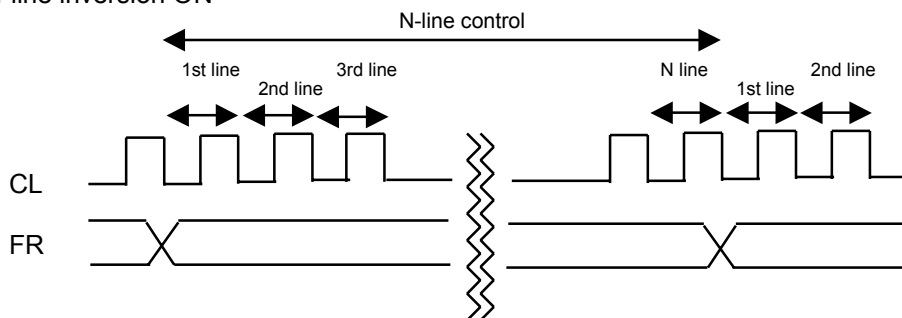 line inversion ON
N-line control
1st line
2nd line
3rd line
N line
1st line
2nd line
CL
FR